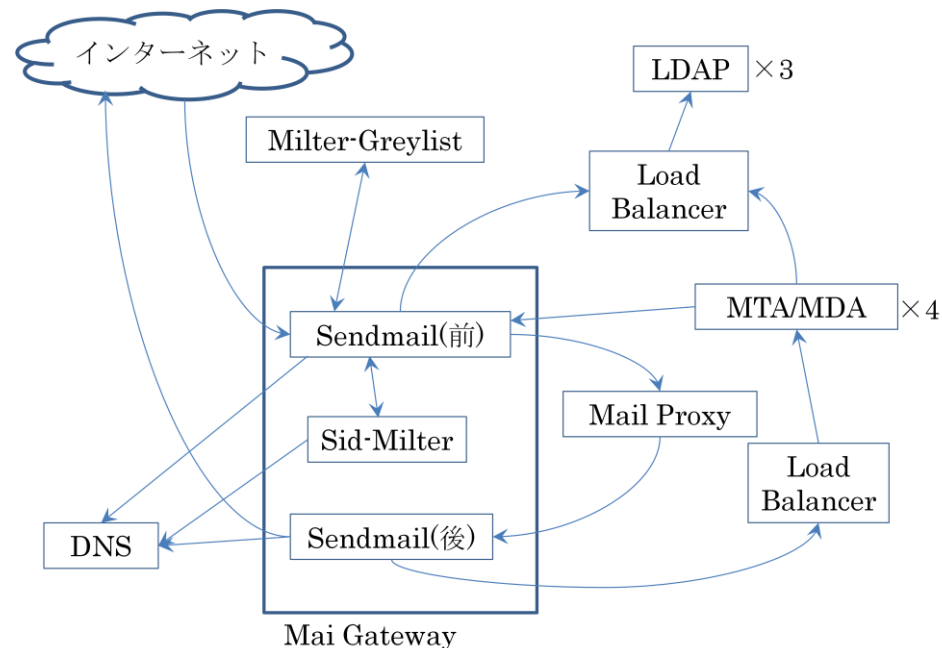 インターネット
LDAP ×3
Milter-Greylist
Load
Balancer
MTA/MDA ×4
Sendmail(前)
Mail Proxy
Sid-Milter
Load
Balancer
Sendmail(後)
DNS
Mai Gateway